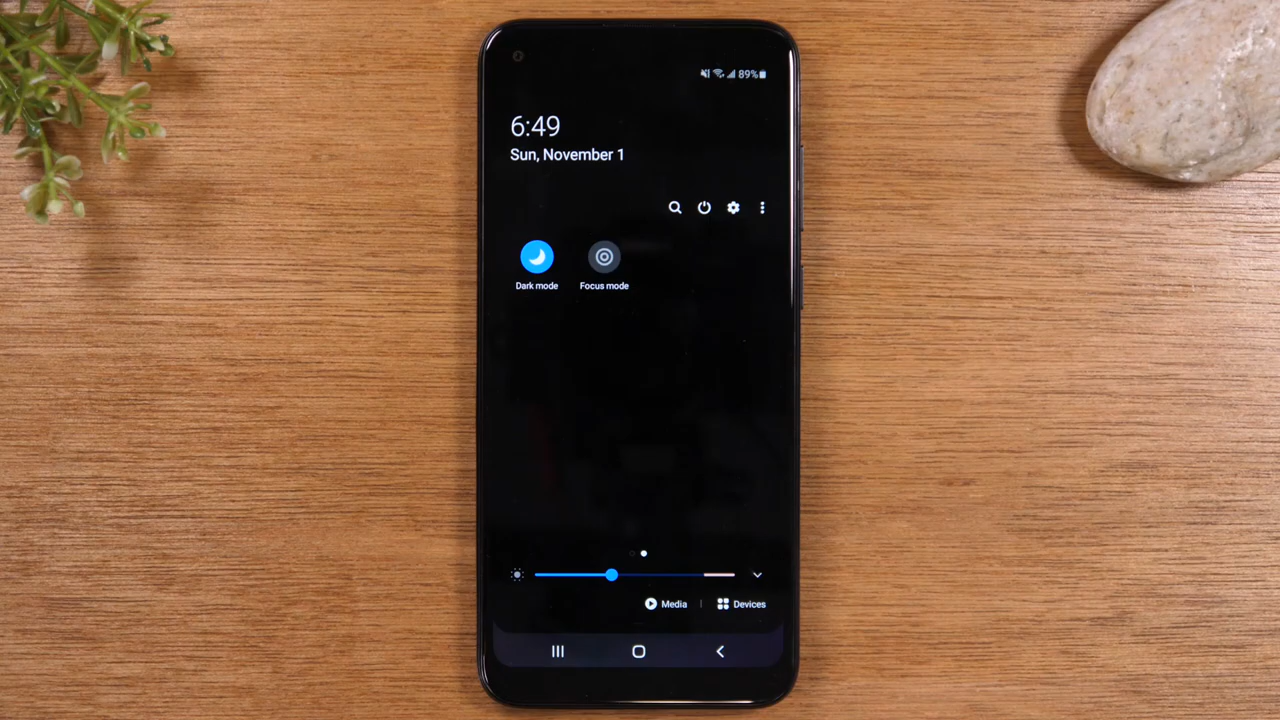 89%
6:49
Sun, November 1
Dark mode
Focus mode
Media
Devices